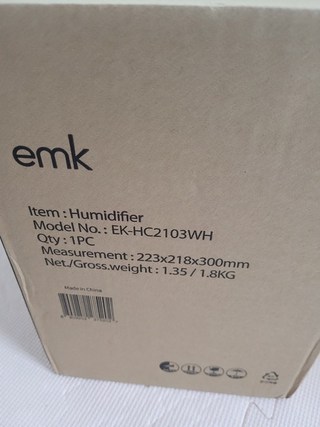 emk
Item : Humidifier
Model No. : EK-HC2103WH
Qty : 1PC
Measurement : 223x218x300mm
Net./Gross.weight : 1.35 / 1.8KG
Made in China